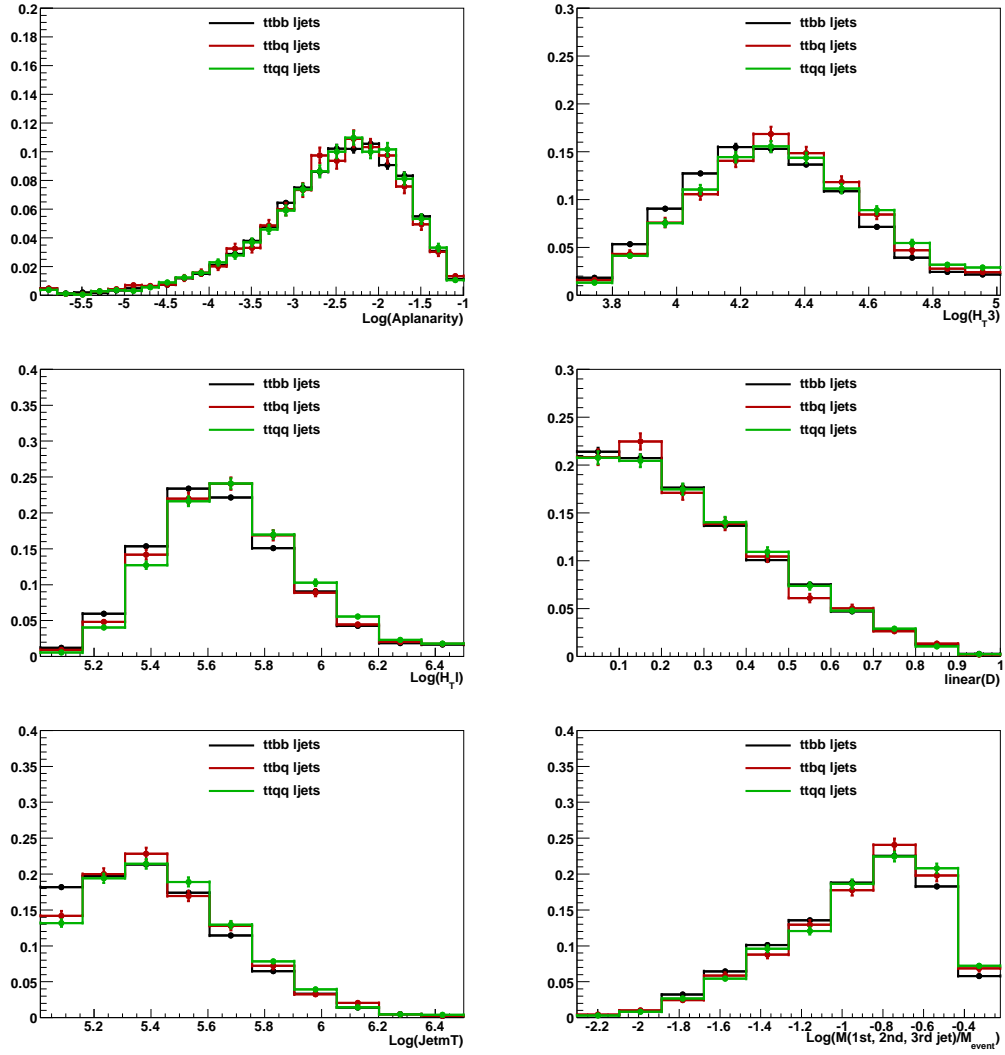 0.2
0.18
0.16
0.14
0.12
0.1
0.08
0.06
0.04
0.02
0
ttbb ljets
ttbq ljets
ttqq ljets
-5.5 -5 -4.5 -4 -3.5 -3 -2.5 -2 -1.5 -1
Log(Aplanarity)
0.3
0.25
0.2
0.15
0.1
0.05
0
ttbb ljets
ttbq ljets
ttqq ljets
3.8 4 4.2 4.4 4.6 4.8 5
Log(H_T3)
0.4
0.35
0.3
0.25
0.2
0.15
0.1
0.05
0
ttbb ljets
ttbq ljets
ttqq ljets
5.2 5.4 5.6 5.8 6 6.2 6.4
Log(H_Tl)
0.3
0.25
0.2
0.15
0.1
0.05
0
ttbb ljets
ttbq ljets
ttqq ljets
0.1 0.2 0.3 0.4 0.5 0.6 0.7 0.8 0.9 1
linear(D)
0.4
0.35
0.3
0.25
0.2
0.15
0.1
0.05
0
ttbb ljets
ttbq ljets
ttqq ljets
5.2 5.4 5.6 5.8 6 6.2 6.4
Log(JetmT)
0.4
0.35
0.3
0.25
0.2
0.15
0.1
0.05
0
ttbb ljets
ttbq ljets
ttqq ljets
-2.2 -2 -1.8 -1.6 -1.4 -1.2 -1 -0.8 -0.6 -0.4
Log(M(1st, 2nd, 3rd jet)/M_event)